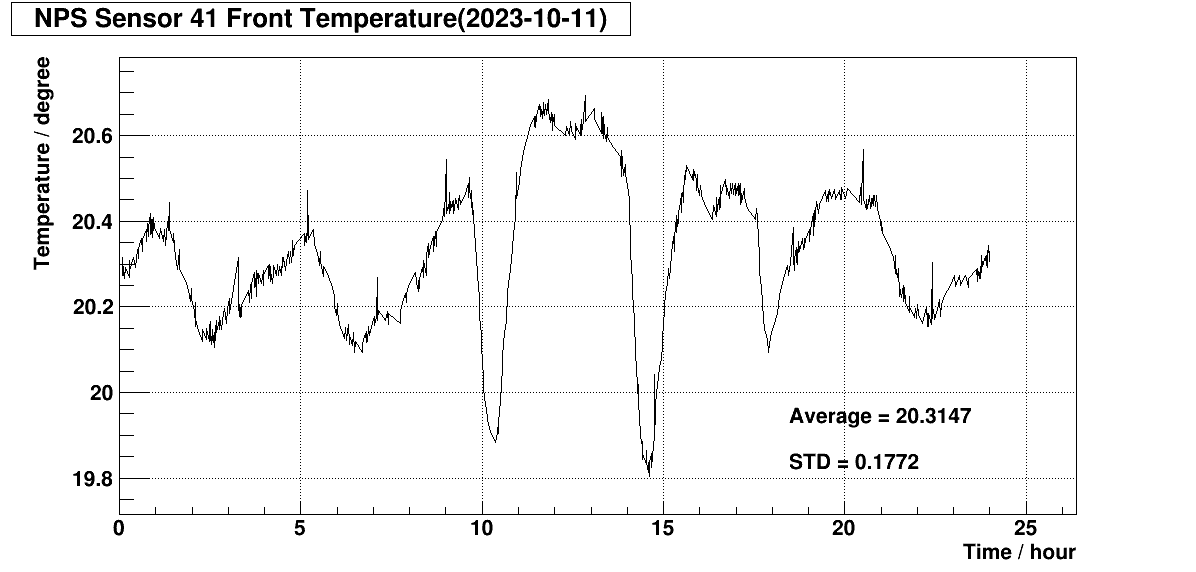 NPS Sensor 41 Front Temperature(2023-10-11)
Temperature / degree
20.6
20.4
20.2
20
19.8
Average = 20.3147
STD = 0.1772
0 5 10 15 20 25
Time / hour